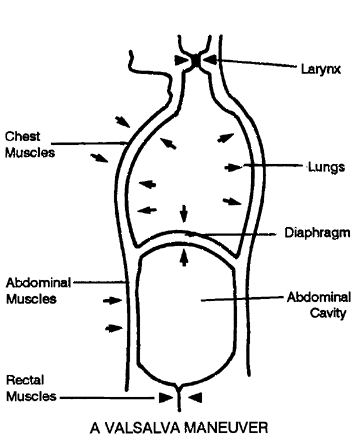 Larynx
Chest
Muscles
Lungs
Diaphragm
Abdominal
Muscles
Abdominal
Cavity
Rectal
Muscles
A VALSALVA MANEUVER